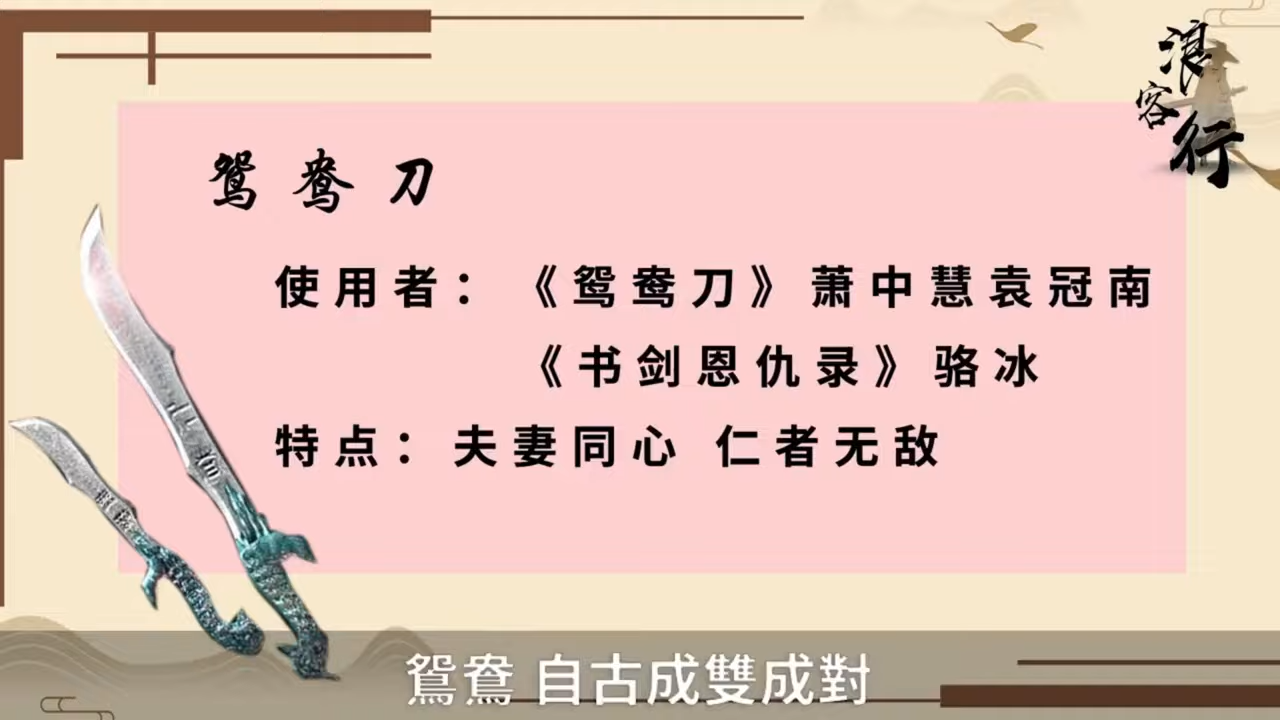 浪客行
鸳鸯刀
使用者：《鸳鸯刀》萧中慧袁冠南
《书剑恩仇录》骆冰
特点：夫妻同心 仁者无敌
鴛鴦 自古成雙成對